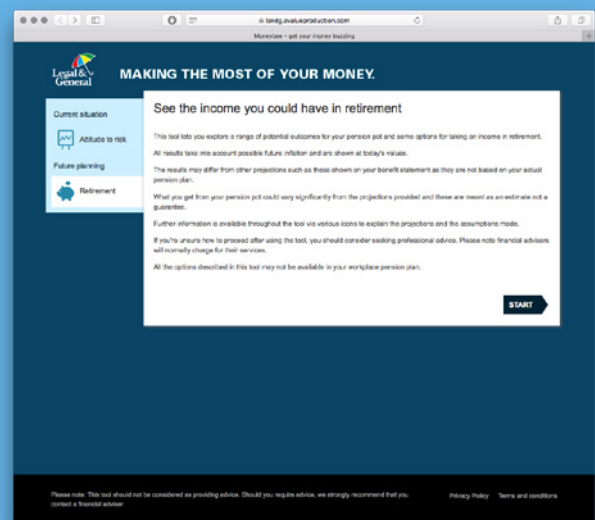 landg.evalueproduction.com
Moneybee - get your money buzzing
Legal &
General
MAKING THE MOST OF YOUR MONEY.
Current situation
Attitude to risk
Future planning
Retirement
See the income you could have in retirement
This tool lets you explore a range of potential outcomes for your pension pot and some options for taking an income in retirement.
All results take into account possible future inflation and are shown at today's values.
The results may differ from other projections such as those shown on your benefit statement as they are not based on your actual
pension plan.
What you get from your pension pot could vary significantly from the projections provided and these are meant as an estimate not a
guarantee.
Further information is available throughout the tool via various icons to explain the projections and the assumptions made.
If you're unsure how to proceed after using the tool, you should consider seeking professional advice. Please note financial advisers
will normally charge for their services.
All the options described in this tool may not be available in your workplace pension plan.
START
Please note: This tool should not be considered as providing advice. Should you require advice, we strongly recommend that you
contact a financial adviser.
Privacy Policy Terms and conditions